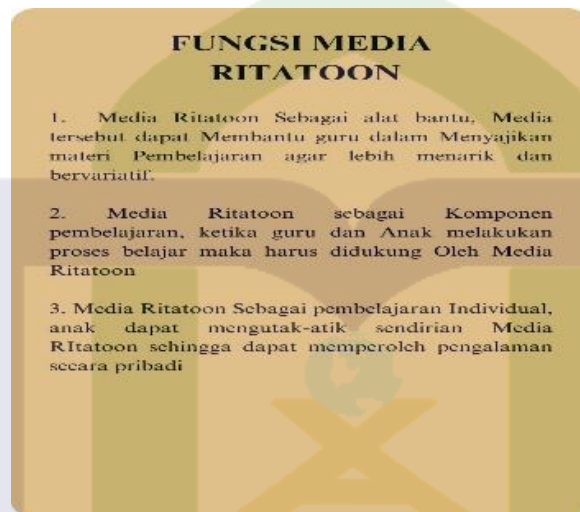 FUNGSI MEDIA
RITATOON
1. Media Ritatoon Sebagai alat bantu, Media
tersebut dapat Membantu guru dalam Menyajikan
materi Pembelajaran agar lebih menarik dan
bervariatif.
2. Media Ritatoon sebagai Komponen
pembelajaran, ketika guru dan Anak melakukan
proses belajar maka harus didukung Oleh Media
Ritatoon
3. Media Ritatoon Sebagai pembelajaran Individual,
anak dapat mengutak-atik sendirian Media
RItatoon sehingga dapat memperoleh pengalaman
secara pribadi